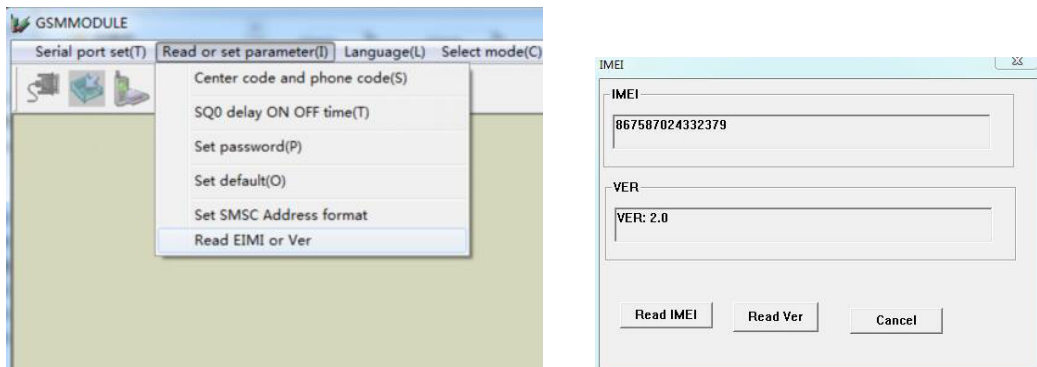 GSMMODULE
Serial port set(T) Read or set parameter(I) Language(L) Select mode(C)
Center code and phone code(S)
SQ0 delay ON OFF time(T)
Set password(P)
Set default(O)
Set SMSC Address format
Read EIMI or Ver
IMEI
IMEI
867587024332379
VER
VER: 2.0
Read IMEI Read Ver Cancel